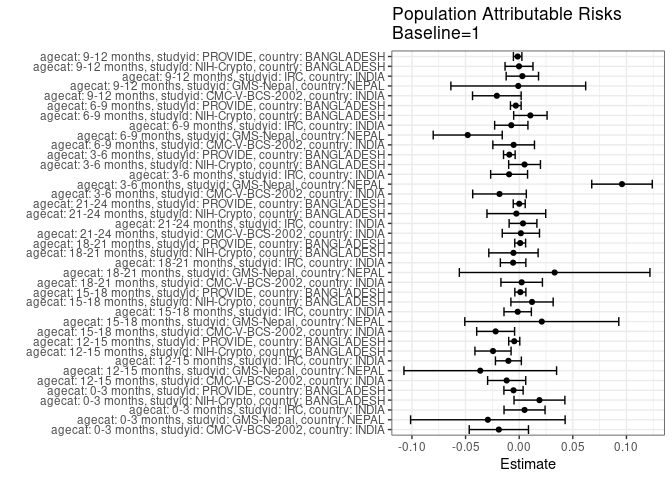 Population Attributable Risks
Baseline=1
agecat: 9-12 months, studyid: PROVIDE, country: BANGLADESH
agecat: 9-12 months, studyid: NIH-Crypto, country: BANGLADESH
agecat: 9-12 months, studyid: IRC, country: INDIA
agecat: 9-12 months, studyid: GMS-Nepal, country: NEPAL
agecat: 9-12 months, studyid: CMC-V-BCS-2002, country: INDIA
agecat: 6-9 months, studyid: PROVIDE, country: BANGLADESH
agecat: 6-9 months, studyid: NIH-Crypto, country: BANGLADESH
agecat: 6-9 months, studyid: IRC, country: INDIA
agecat: 6-9 months, studyid: GMS-Nepal, country: NEPAL
agecat: 6-9 months, studyid: CMC-V-BCS-2002, country: INDIA
agecat: 3-6 months, studyid: PROVIDE, country: BANGLADESH
agecat: 3-6 months, studyid: NIH-Crypto, country: BANGLADESH
agecat: 3-6 months, studyid: IRC, country: INDIA
agecat: 3-6 months, studyid: GMS-Nepal, country: NEPAL
agecat: 3-6 months, studyid: CMC-V-BCS-2002, country: INDIA
agecat: 21-24 months, studyid: PROVIDE, country: BANGLADESH
agecat: 21-24 months, studyid: NIH-Crypto, country: BANGLADESH
agecat: 21-24 months, studyid: IRC, country: INDIA
agecat: 21-24 months, studyid: CMC-V-BCS-2002, country: INDIA
agecat: 18-21 months, studyid: PROVIDE, country: BANGLADESH
agecat: 18-21 months, studyid: NIH-Crypto, country: BANGLADESH
agecat: 18-21 months, studyid: IRC, country: INDIA
agecat: 18-21 months, studyid: GMS-Nepal, country: NEPAL
agecat: 18-21 months, studyid: CMC-V-BCS-2002, country: INDIA
agecat: 15-18 months, studyid: PROVIDE, country: BANGLADESH
agecat: 15-18 months, studyid: NIH-Crypto, country: BANGLADESH
agecat: 15-18 months, studyid: IRC, country: INDIA
agecat: 15-18 months, studyid: GMS-Nepal, country: NEPAL
agecat: 15-18 months, studyid: CMC-V-BCS-2002, country: INDIA
agecat: 12-15 months, studyid: PROVIDE, country: BANGLADESH
agecat: 12-15 months, studyid: NIH-Crypto, country: BANGLADESH
agecat: 12-15 months, studyid: IRC, country: INDIA
agecat: 12-15 months, studyid: GMS-Nepal, country: NEPAL
agecat: 12-15 months, studyid: CMC-V-BCS-2002, country: INDIA
agecat: 0-3 months, studyid: PROVIDE, country: BANGLADESH
agecat: 0-3 months, studyid: NIH-Crypto, country: BANGLADESH
agecat: 0-3 months, studyid: IRC, country: INDIA
agecat: 0-3 months, studyid: GMS-Nepal, country: NEPAL
agecat: 0-3 months, studyid: CMC-V-BCS-2002, country: INDIA
-0.10 -0.05 0.00 0.05 0.10
Estimate